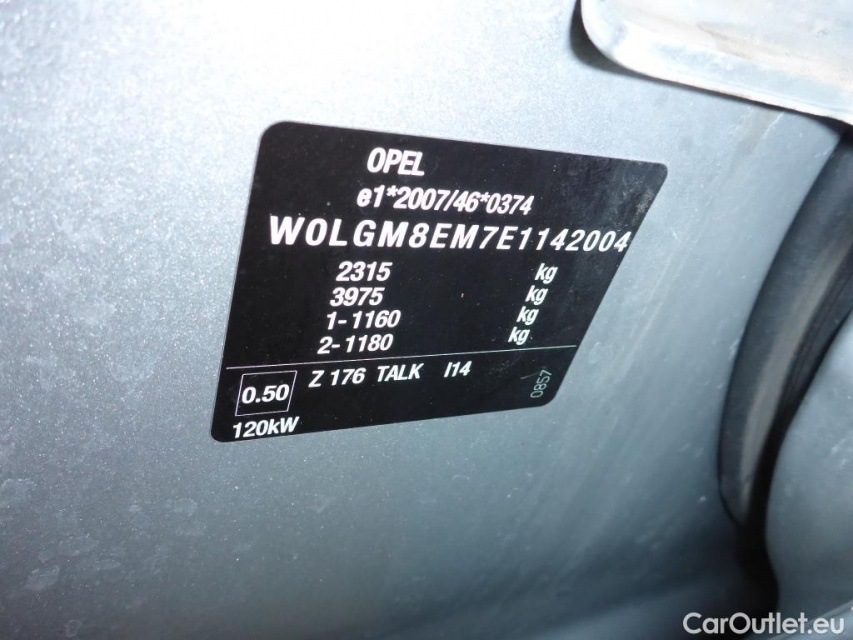 OPEL
e1*2007/46*0374
W0LGM8EM7E1142004
2315 kg
3975 kg
1-1160 kg
2-1180 kg
0.50 Z 176 TALK I14 0857
120kW
CarOutlet.eu